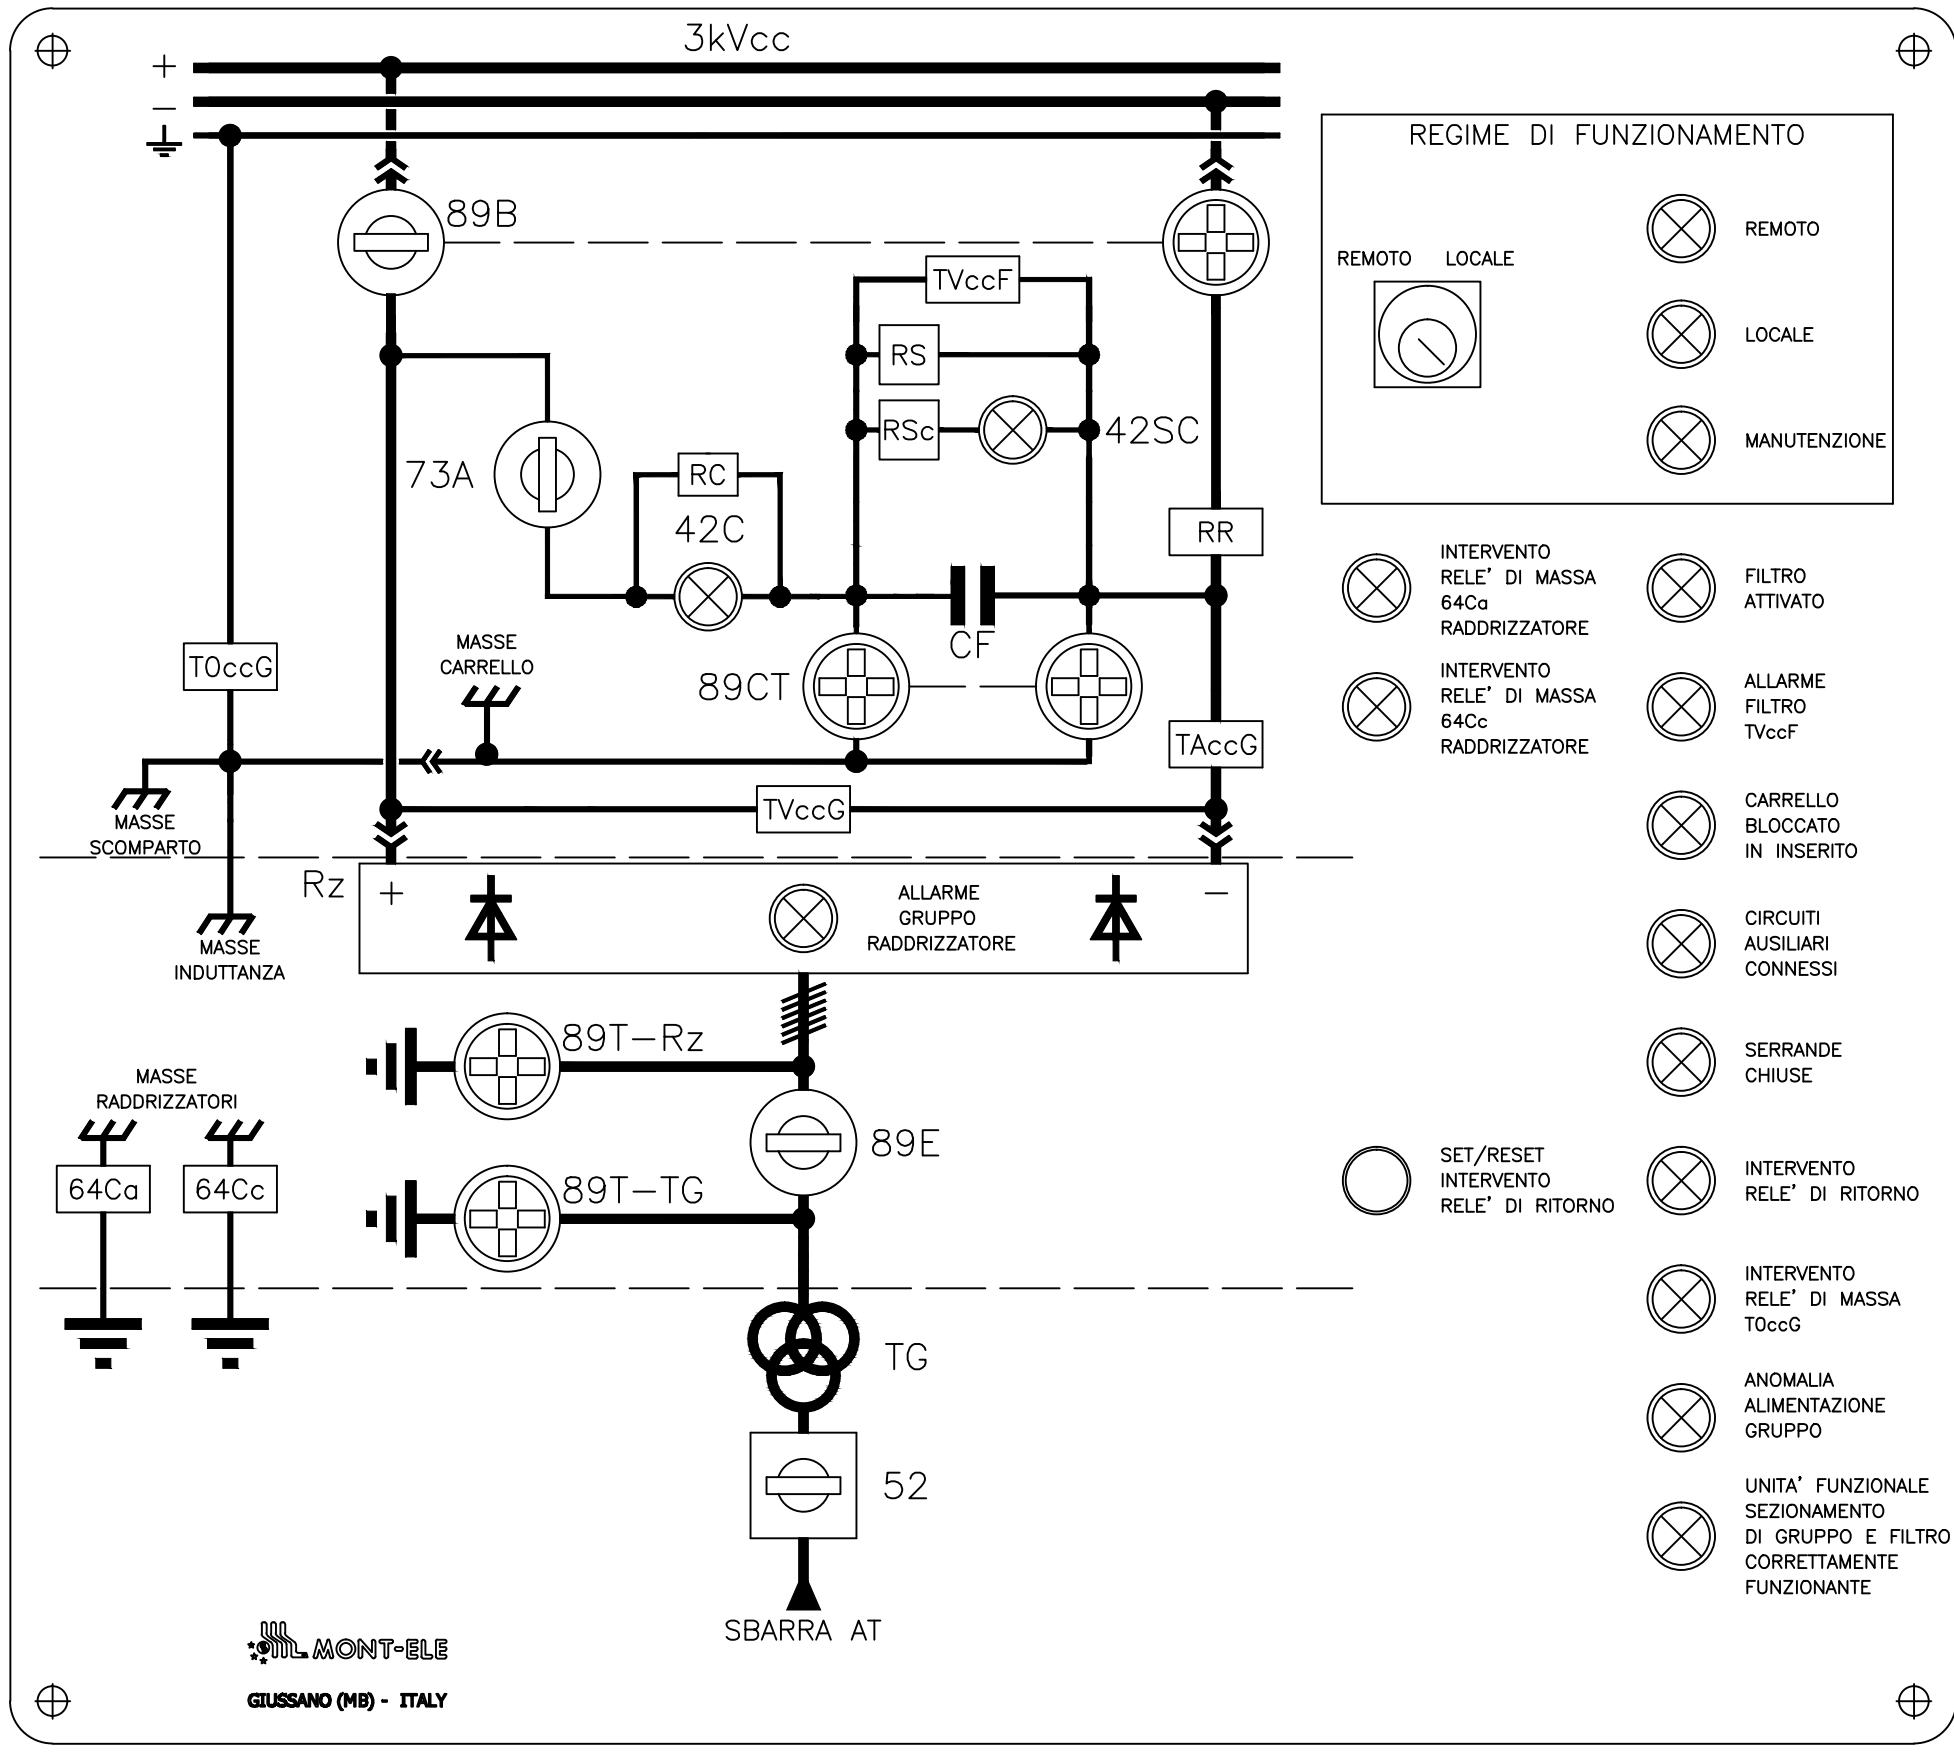 3kVcc
+
−
REGIME DI FUNZIONAMENTO
89B
REMOTO
REMOTO LOCALE
TVccF
LOCALE
RS
RSc
42SC
MANUTENZIONE
73A
RC
42C
RR
INTERVENTO
RELE' DI MASSA
64Ca
RADDRIZZATORE
FILTRO
ATTIVATO
CF
MASSE
CARRELLO
TOccG
89CT
INTERVENTO
RELE' DI MASSA
64Cc
RADDRIZZATORE
ALLARME
FILTRO
TVccF
TAccG
TVccG
MASSE
SCOMPARTO
CARRELLO
BLOCCATO
IN INSERITO
Rz
+
−
ALLARME
GRUPPO
RADDRIZZATORE
MASSE
INDUTTANZA
CIRCUITI
AUSILIARI
CONNESSI
89T-Rz
SERRANDE
CHIUSE
MASSE
RADDRIZZATORI
89E
64Ca
64Cc
89T-TG
SET/RESET
INTERVENTO
RELE' DI RITORNO
INTERVENTO
RELE' DI RITORNO
INTERVENTO
RELE' DI MASSA
TOccG
TG
ANOMALIA
ALIMENTAZIONE
GRUPPO
52
UNITA' FUNZIONALE
SEZIONAMENTO
DI GRUPPO E FILTRO
CORRETTAMENTE
FUNZIONANTE
SBARRA AT
MONT-ELE
GIUSSANO (MB) - ITALY